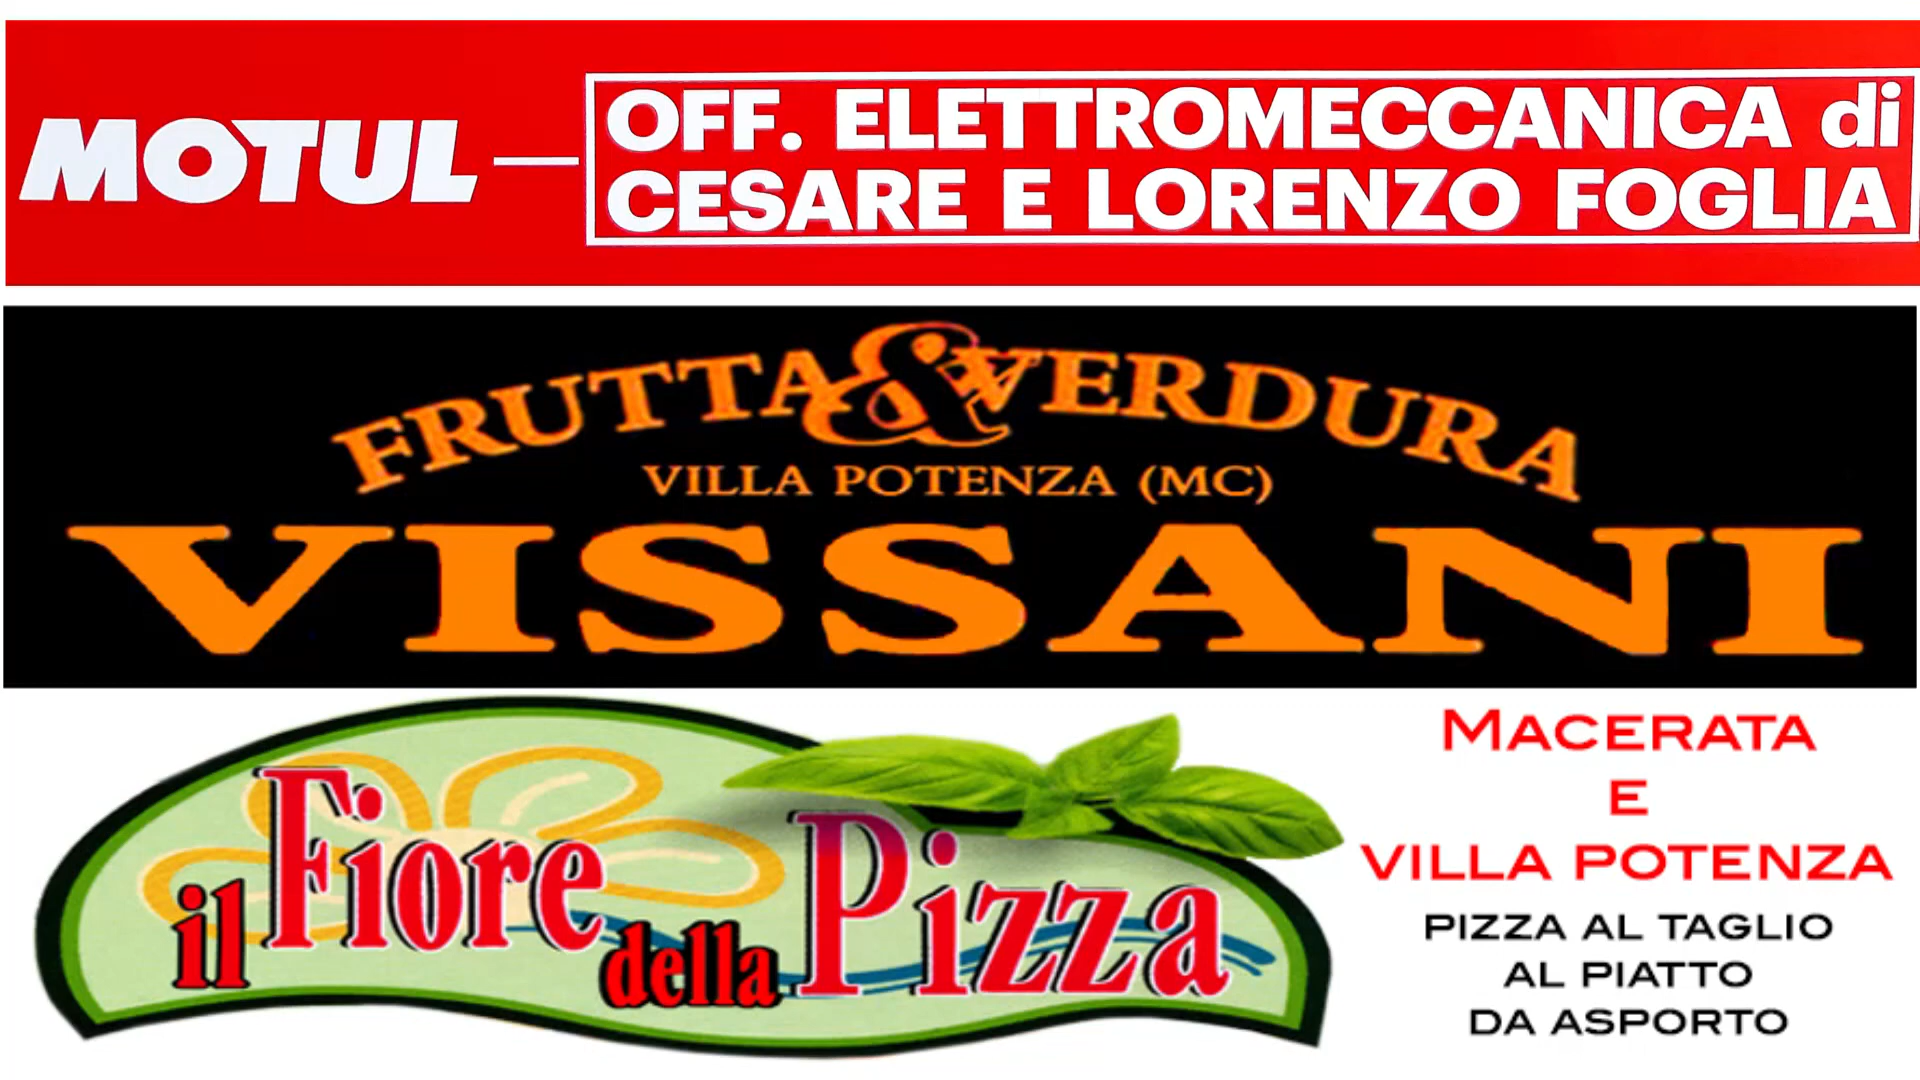 MOTUL
OFF. ELETTROMECCANICA di
CESARE E LORENZO FOGLIA
FRUTTA & VERDURA
VILLA POTENZA (MC)
VISSANI
il Fiore della Pizza
MACERATA
E
VILLA POTENZA
PIZZA AL TAGLIO
AL PIATTO
DA ASPORTO